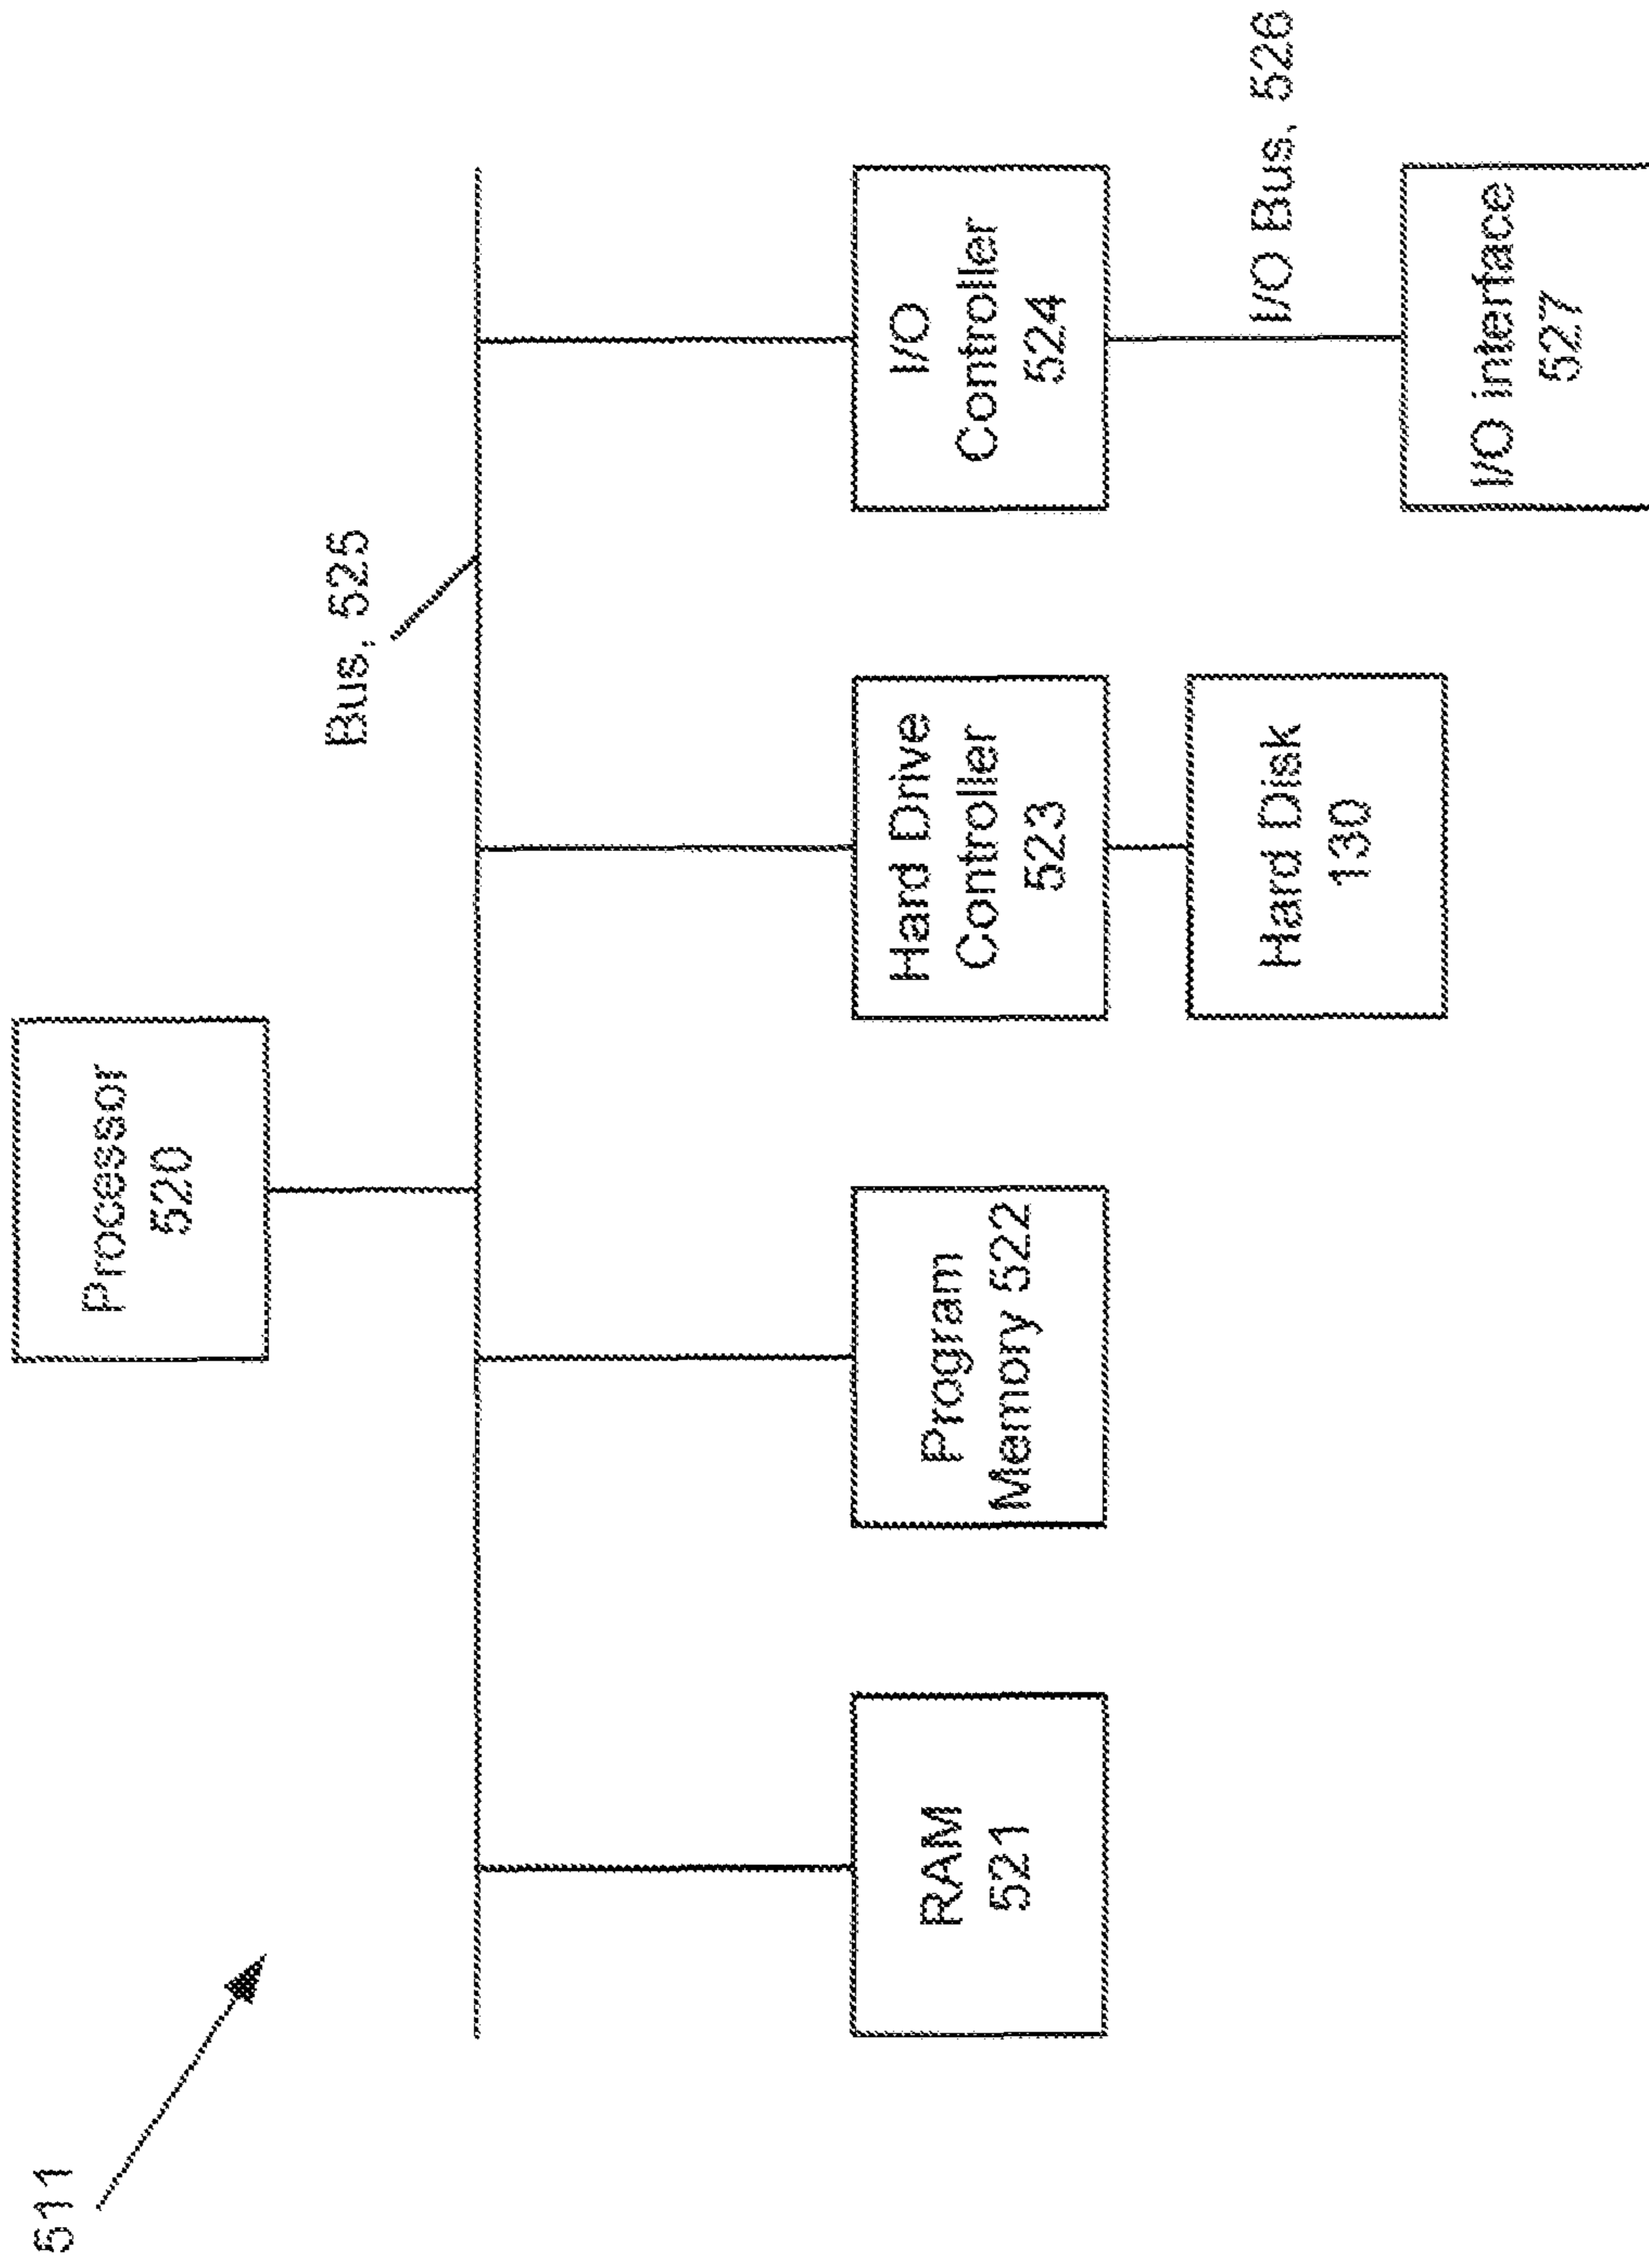 511
Processor
520
Bus, 525
RAM
521
Program
Memory 522
Hard Drive
Controller
523
I/O
Controller
524
Hard Disk
130
I/O Bus, 526
I/O interface
527